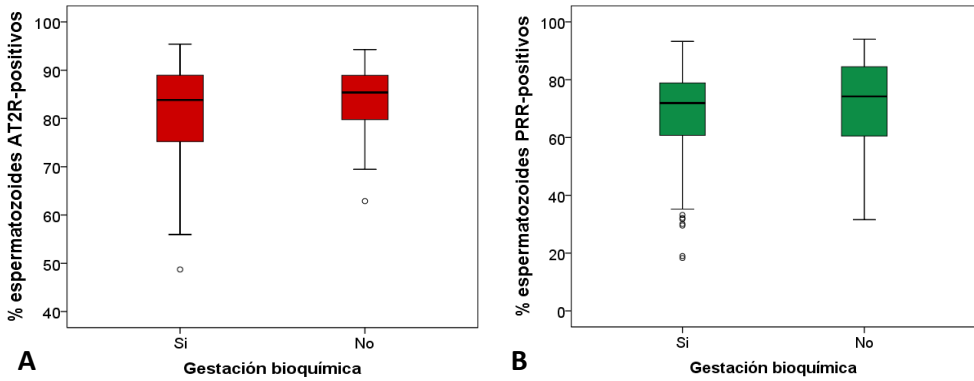 % espermatozoides AT2R-positivos
100
90
80
70
60
50
40
Si
No
Gestación bioquímica
A
% espermatozoides PRR-positivos
100
80
60
40
20
0
Si
No
Gestación bioquímica
B